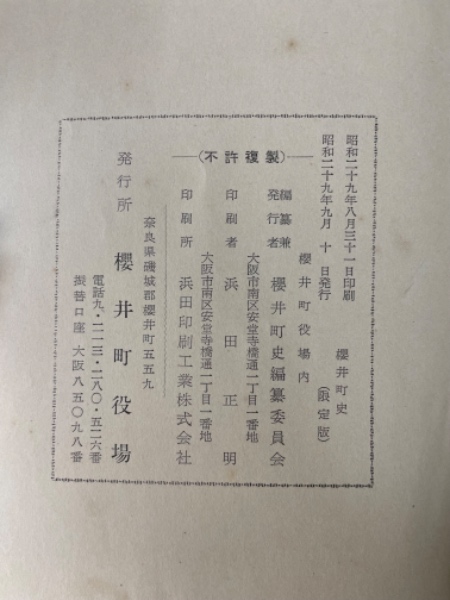 昭和二十九年八月三十一日印刷
昭和二十九年九月十日発行
櫻井町史
(限定版)
櫻井町役場内
編纂兼
発行者
櫻井町史編纂委員会
大阪市南区安堂寺橋通一丁目一番地
印刷者 浜田正明
大阪市南区安堂寺橋通一丁目一番地
印刷所 浜田印刷工業株式会社
(不許複製)
奈良県磯城郡櫻井町五五九
発行所 櫻井町役場
電話九・二一三・二八〇・五二六番
振替口座 大阪八五〇九八番